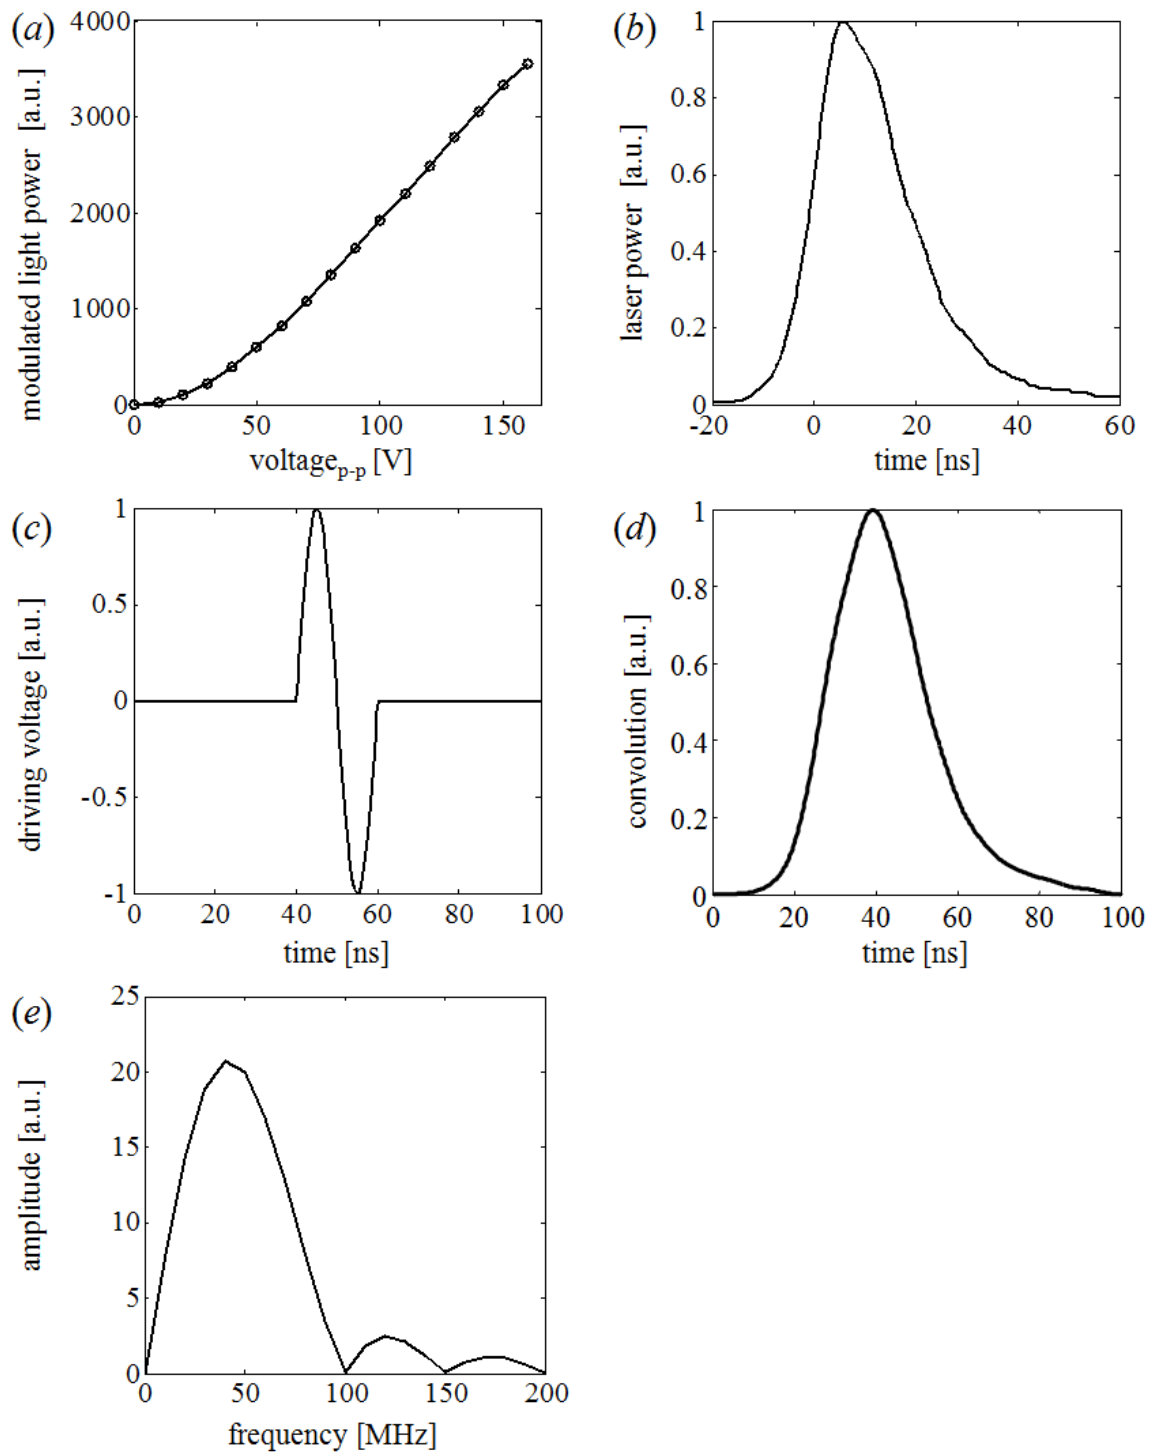 (a)
modulated light power [a.u.]
4000
3000
2000
1000
0
0 50 100 150
voltagep-p [V]
(b)
laser power [a.u.]
1
0.8
0.6
0.4
0.2
0
-20 0 20 40 60
time [ns]
(c)
driving voltage [a.u.]
1
0.5
0
-0.5
-1
0 20 40 60 80 100
time [ns]
(d)
convolution [a.u.]
1
0.8
0.6
0.4
0.2
0
0 20 40 60 80 100
time [ns]
(e)
amplitude [a.u.]
25
20
15
10
5
0
0 50 100 150 200
frequency [MHz]